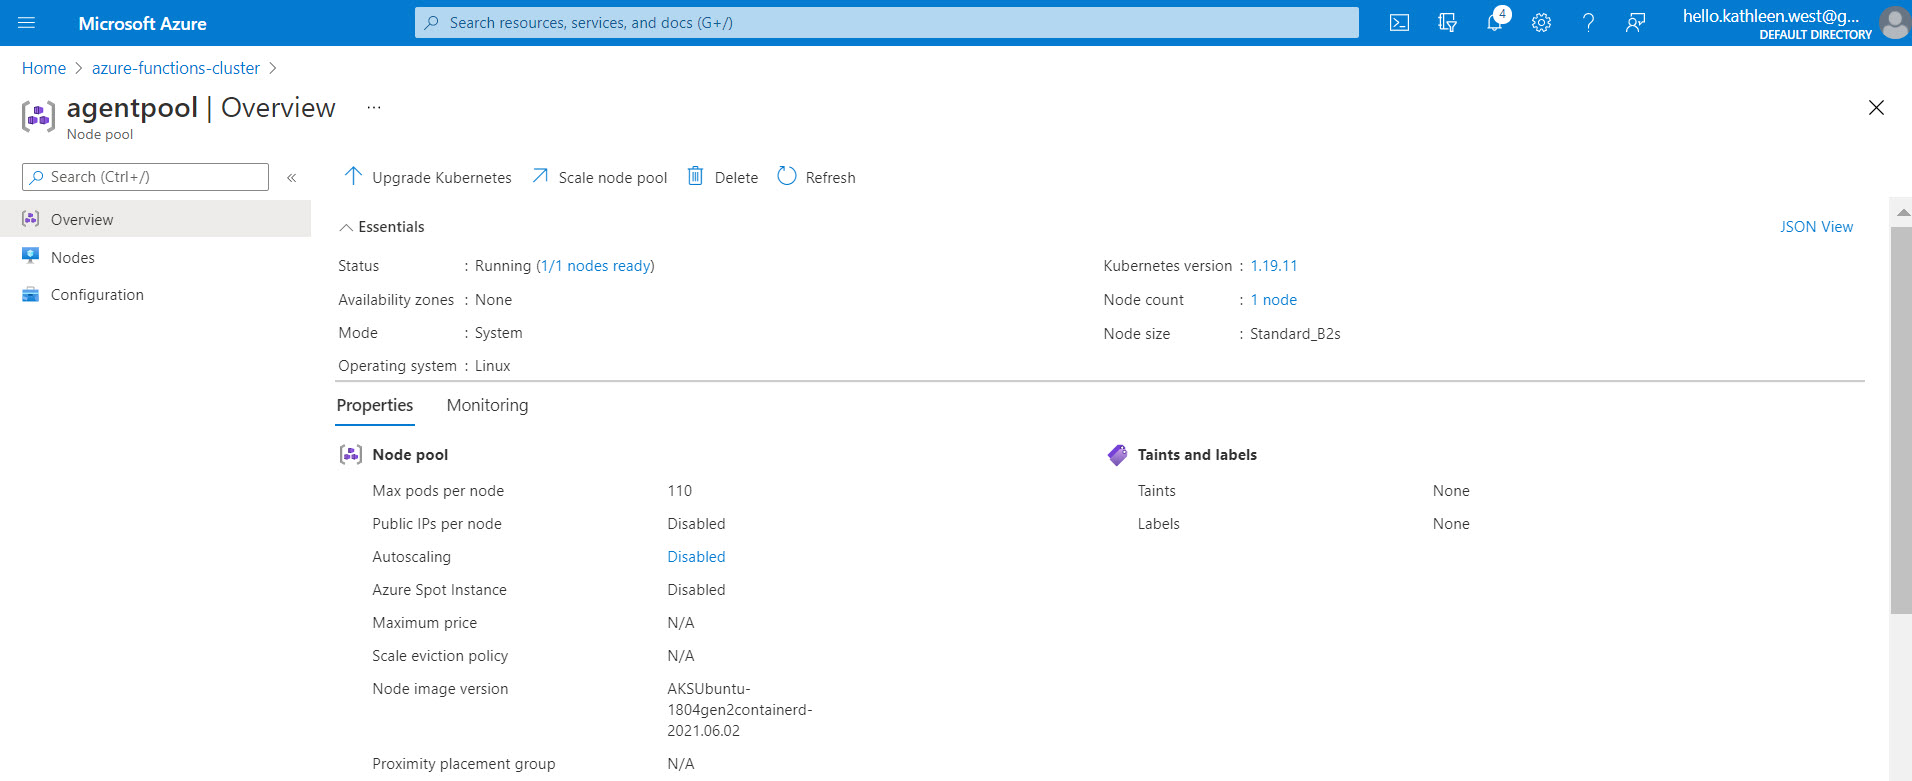 Microsoft Azure
Search resources, services, and docs (G+/)
4
hello.kathleen.west@g...
DEFAULT DIRECTORY
Home > azure-functions-cluster >
agentpool | Overview ...
Node pool
Search (Ctrl+/) «
Upgrade Kubernetes Scale node pool Delete Refresh
Overview
Nodes
Configuration
Essentials
JSON View
Status : Running (1/1 nodes ready)
Kubernetes version : 1.19.11
Availability zones : None
Node count : 1 node
Mode : System
Node size : Standard_B2s
Operating system : Linux
Properties Monitoring
Node pool
Max pods per node 110
Public IPs per node Disabled
Autoscaling Disabled
Azure Spot Instance Disabled
Maximum price N/A
Scale eviction policy N/A
Node image version AKSUbuntu-
1804gen2containerd-
2021.06.02
Proximity placement group N/A
Taints and labels
Taints None
Labels None